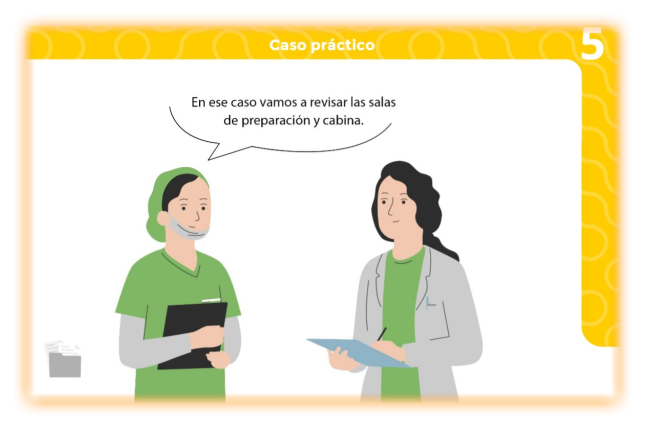 Caso práctico
5
En ese caso vamos a revisar las salas
de preparación y cabina.